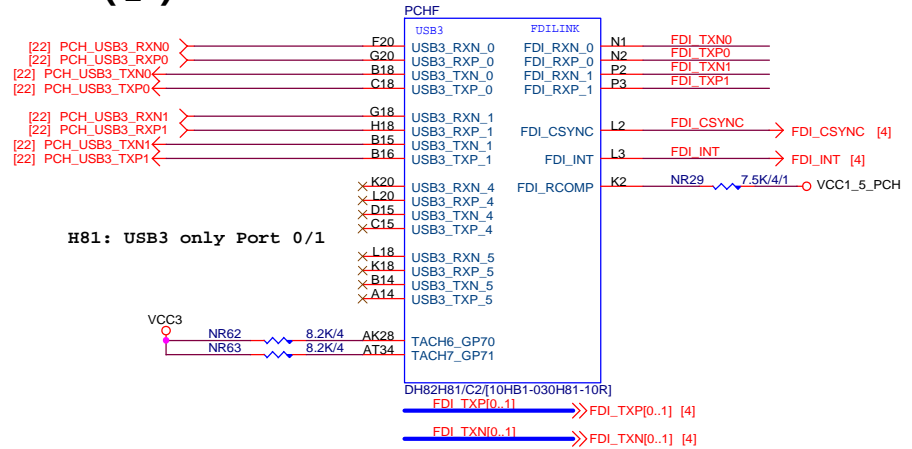 PCHF
USB3 FDILINK
[22] PCH_USB3_RXN0 F20 USB3_RXN_0 FDI_RXN_0 N1 FDI_TXN0
[22] PCH_USB3_RXP0 G20 USB3_RXP_0 FDI_RXP_0 N2 FDI_TXP0
[22] PCH_USB3_TXN0 B18 USB3_TXN_0 FDI_RXN_1 P2 FDI_TXN1
[22] PCH_USB3_TXP0 C18 USB3_TXP_0 FDI_RXP_1 P3 FDI_TXP1
[22] PCH_USB3_RXN1 G18 USB3_RXN_1
[22] PCH_USB3_RXP1 H18 USB3_RXP_1 FDI_CSYNC L2 FDI_CSYNC FDI_CSYNC [4]
[22] PCH_USB3_TXN1 B15 USB3_TXN_1
[22] PCH_USB3_TXP1 B16 USB3_TXP_1 FDI_INT L3 FDI_INT FDI_INT [4]
K20 USB3_RXN_4 FDI_RCOMP K2 NR29 7.5K/4/1 VCC1_5_PCH
L20 USB3_RXP_4
D15 USB3_TXN_4
C15 USB3_TXP_4
H81: USB3 only Port 0/1
L18 USB3_RXN_5
K18 USB3_RXP_5
B14 USB3_TXN_5
A14 USB3_TXP_5
VCC3
NR62 8.2K/4 AK28 TACH6_GP70
NR63 8.2K/4 AT34 TACH7_GP71
DH82H81/C2/[10HB1-030H81-10R]
FDI_TXP[0..1] FDI_TXP[0..1] [4]
FDI_TXN[0..1] FDI_TXN[0..1] [4]